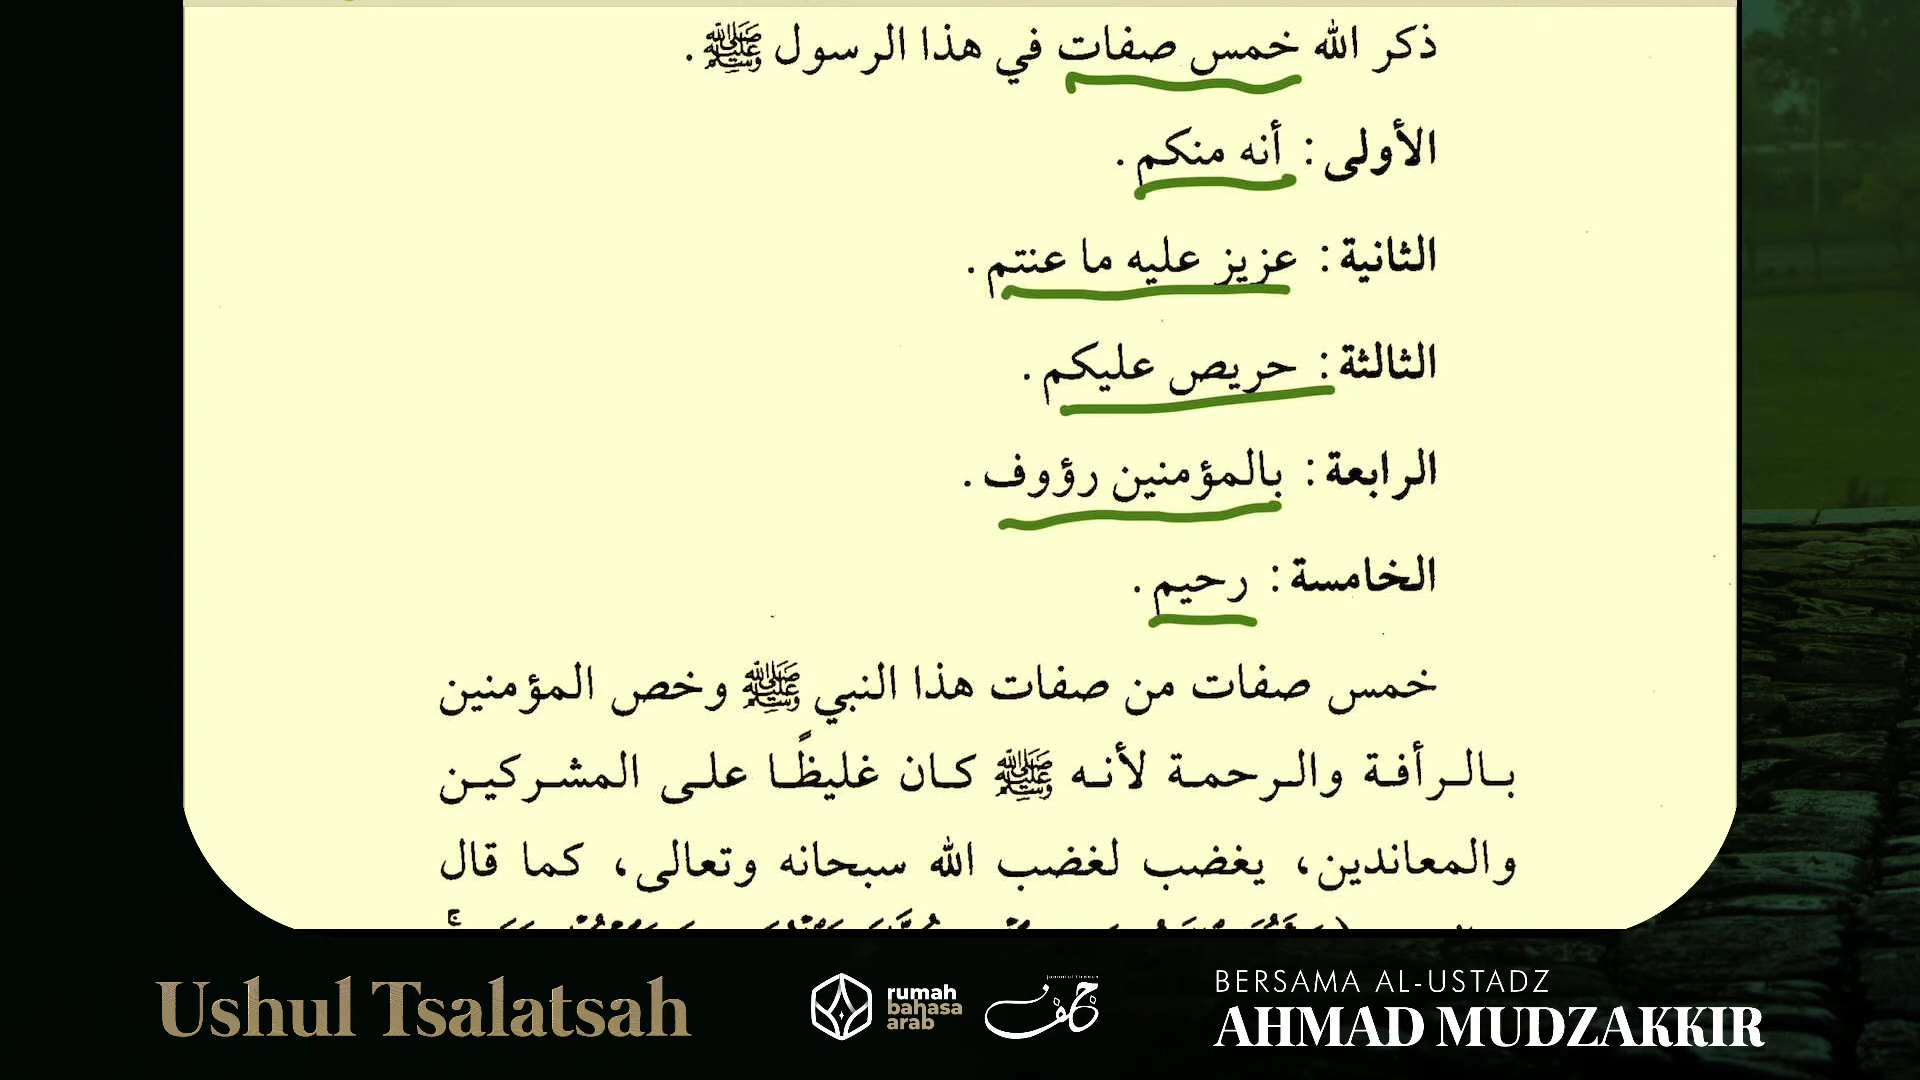 ذكر الله خمس صفات في هذا الرسول ﷺ.
الأولى: أنه منكم.
الثانية: عزيز عليه ما عنتم.
الثالثة: حريص عليكم.
الرابعة: بالمؤمنين رؤوف.
الخامسة: رحيم.
خمس صفات من صفات هذا النبي ﷺ وخص المؤمنين
بالرأفة والرحمة لأنه ﷺ كان غليظًا على المشركين
والمعاندين، يغضب لغضب الله سبحانه وتعالى، كما قال
Ushul Tsalatsah
rumah
bahasa
arab
BERSAMA AL-USTADZ
AHMAD MUDZAKKIR